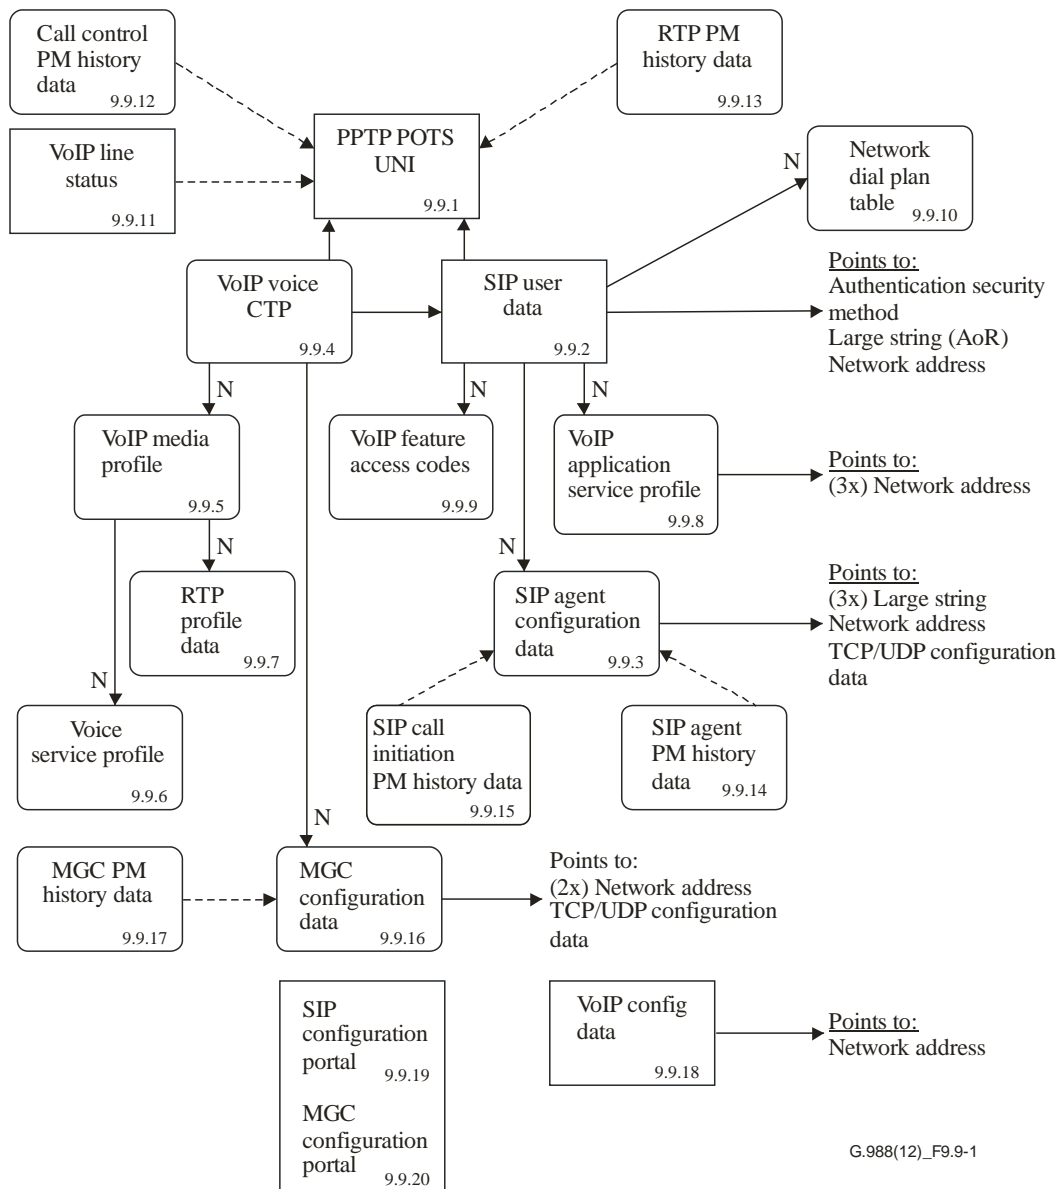 Call control
PM history
data
9.9.12
RTP PM
history data
9.9.13
PPTP POTS
UNI
9.9.1
VoIP line
status
9.9.11
N
Network
dial plan
table
9.9.10
VoIP voice
CTP
9.9.4
SIP user
data
9.9.2
Points to:
Authentication security
method
Large string (AoR)
Network address
N
N
N
VoIP media
profile
9.9.5
VoIP feature
access codes
9.9.9
VoIP
application
service profile
9.9.8
Points to:
(3x) Network address
N
N
RTP
profile
data
9.9.7
SIP agent
configuration
data
9.9.3
Points to:
(3x) Large string
Network address
TCP/UDP configuration
data
N
Voice
service profile
9.9.6
SIP call
initiation
PM history data
9.9.15
SIP agent
PM history
data
9.9.14
N
MGC PM
history data
9.9.17
MGC
configuration
data
9.9.16
Points to:
(2x) Network address
TCP/UDP configuration
data
SIP
configuration
portal
9.9.19
MGC
configuration
portal
9.9.20
VoIP config
data
9.9.18
Points to:
Network address
G.988(12)_F9.9-1